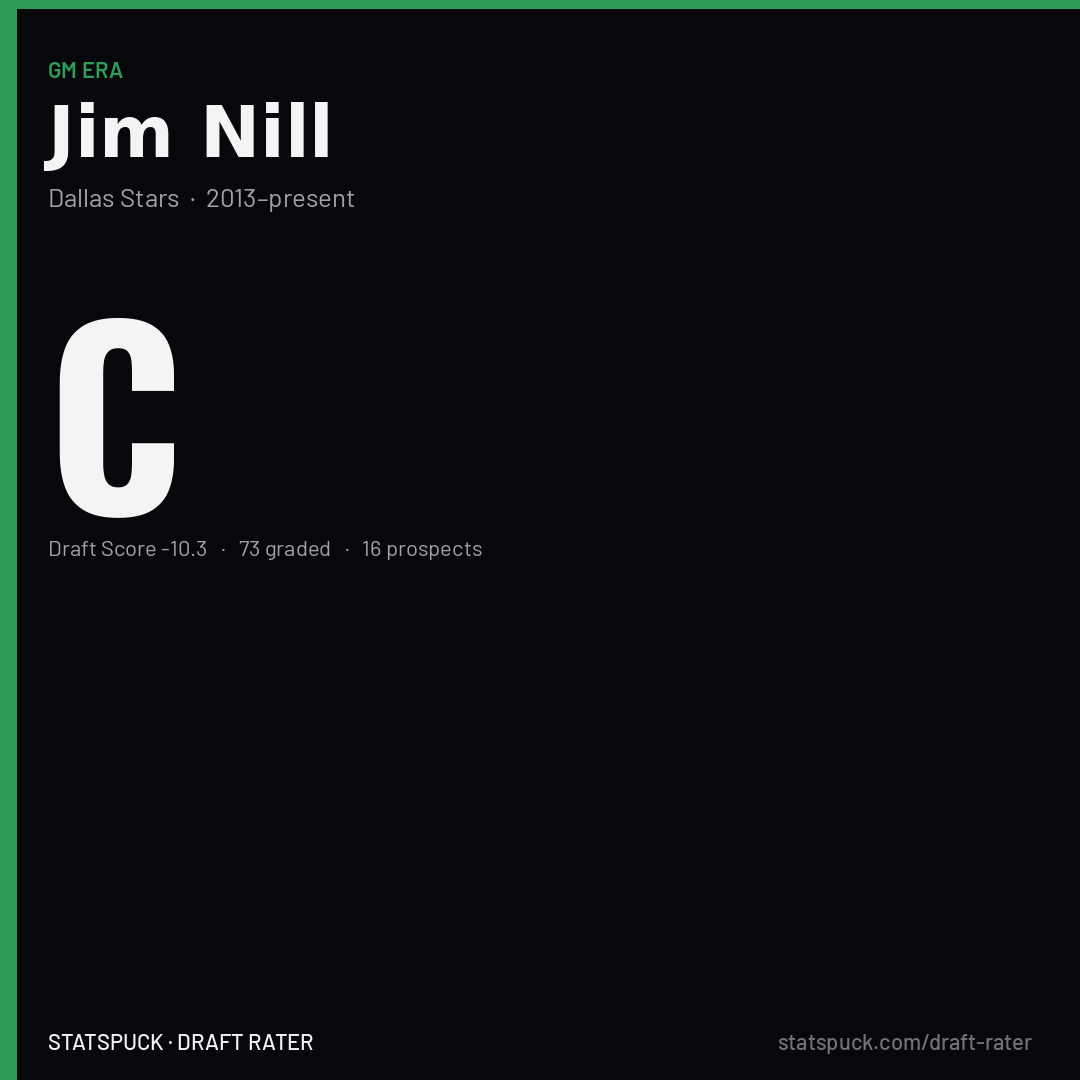 GM ERA
Jim Nill
Dallas Stars · 2013–present
C
Draft Score -10.3 · 73 graded · 16 prospects
STATSPUCK · DRAFT RATER
statspuck.com/draft-rater